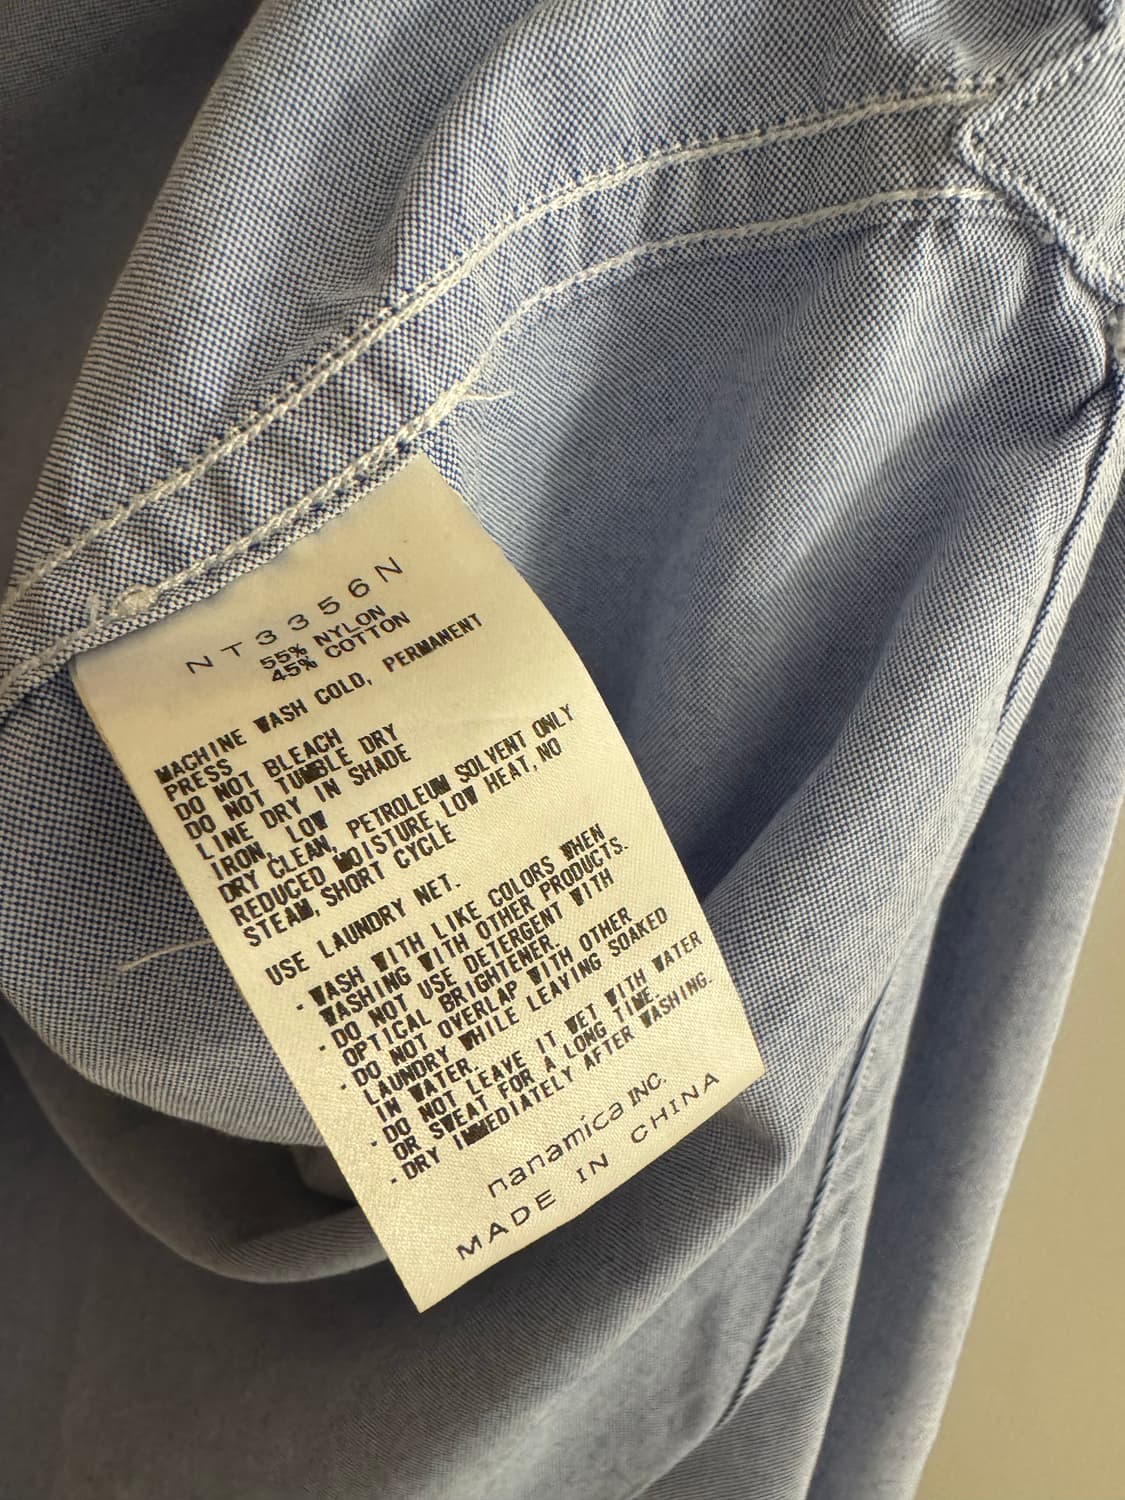 NT3356N
55% NYLON
45% COTTON
MACHINE WASH COLD, PERMANENT
PRESS
DO NOT BLEACH
DO NOT TUMBLE DRY
LINE DRY IN SHADE
IRON, LOW
DRY CLEAN, PETROLEUM SOLVENT ONLY
REDUCED MOISTURE, LOW HEAT, NO
STEAM, SHORT CYCLE
USE LAUNDRY NET.
・WASH WITH LIKE COLORS WHEN
WASHING WITH OTHER PRODUCTS.
・DO NOT USE DETERGENT WITH
OPTICAL BRIGHTENER.
・DO NOT OVERLAP WITH OTHER
LAUNDRY WHILE LEAVING SOAKED
IN WATER.
・DO NOT LEAVE IT WET WITH WATER
OR SWEAT FOR A LONG TIME.
・DRY IMMEDIATELY AFTER WASHING.
nanamica INC.
MADE IN CHINA